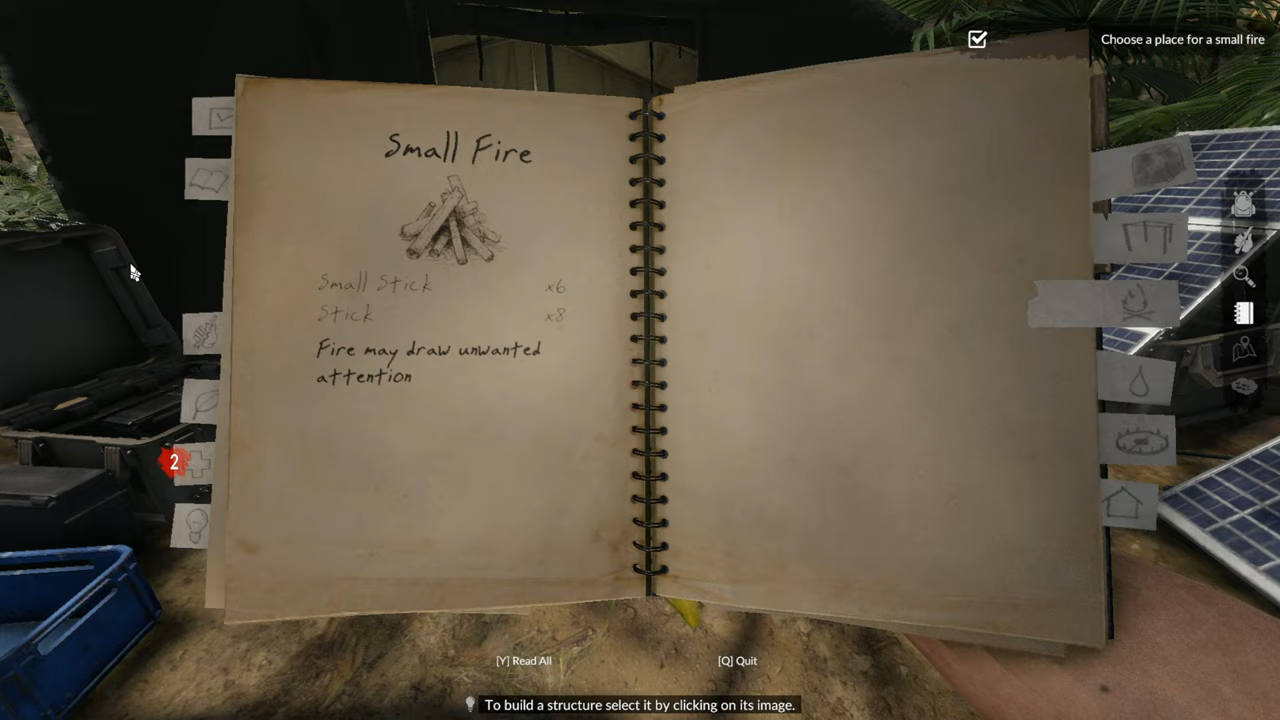 Choose a place for a small fire
Small Fire
Small Stick x6
Stick x8
Fire may draw unwanted
attention
2
[Y] Read All
[Q] Quit
To build a structure select it by clicking on its image.